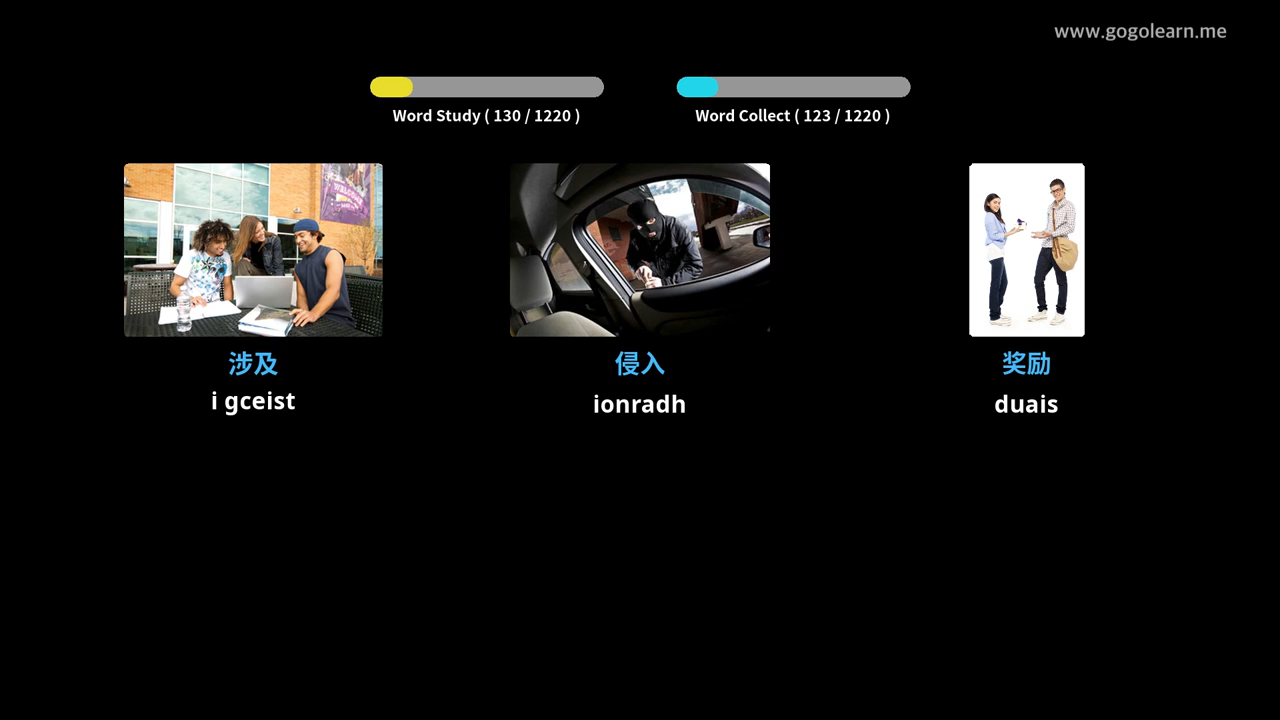 www.gogolearn.me
Word Study ( 130 / 1220 )
Word Collect ( 123 / 1220 )
WELCOME
涉及
侵入
奖励
i gceist
ionradh
duais